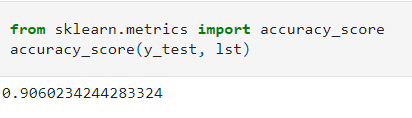 from sklearn.metrics import accuracy_score
accuracy_score(y_test, lst)
0.9060234244283324